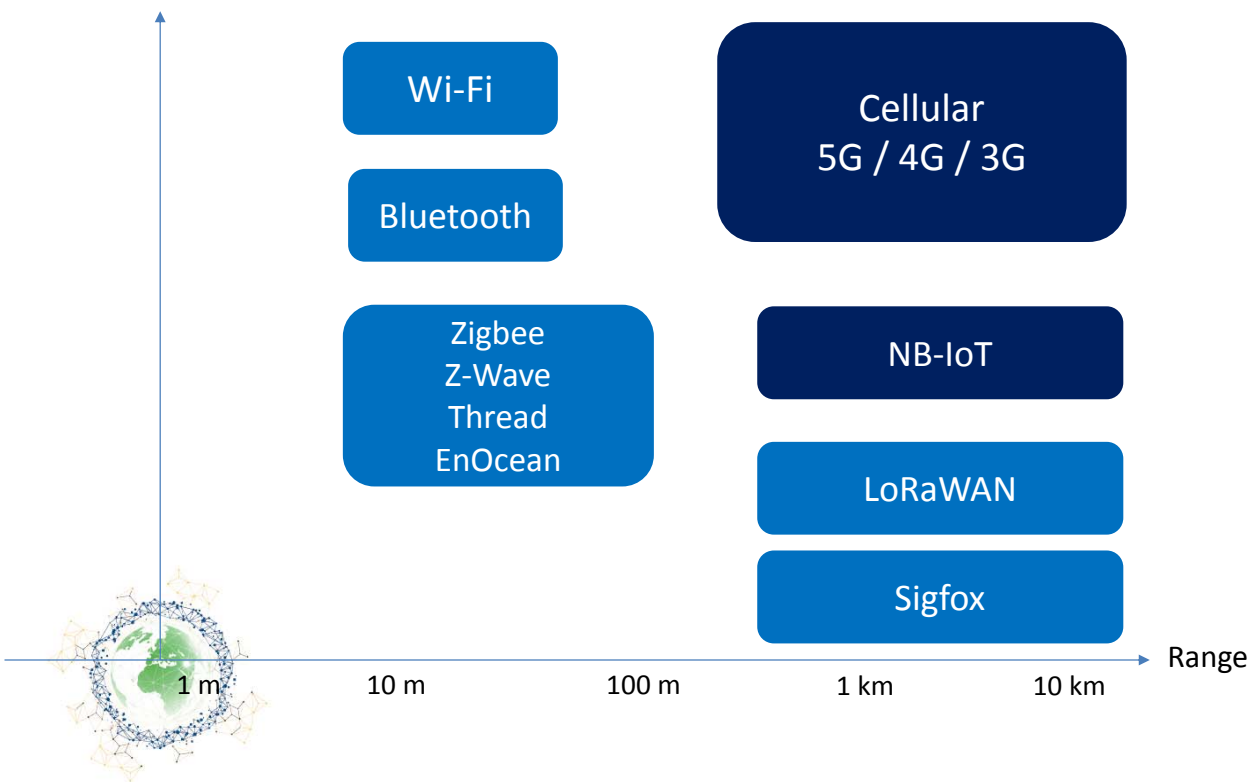 Wi-Fi
Cellular
5G / 4G / 3G
Bluetooth
Zigbee
Z-Wave
Thread
EnOcean
NB-IoT
LoRaWAN
Sigfox
Range
1 m
10 m
100 m
1 km
10 km